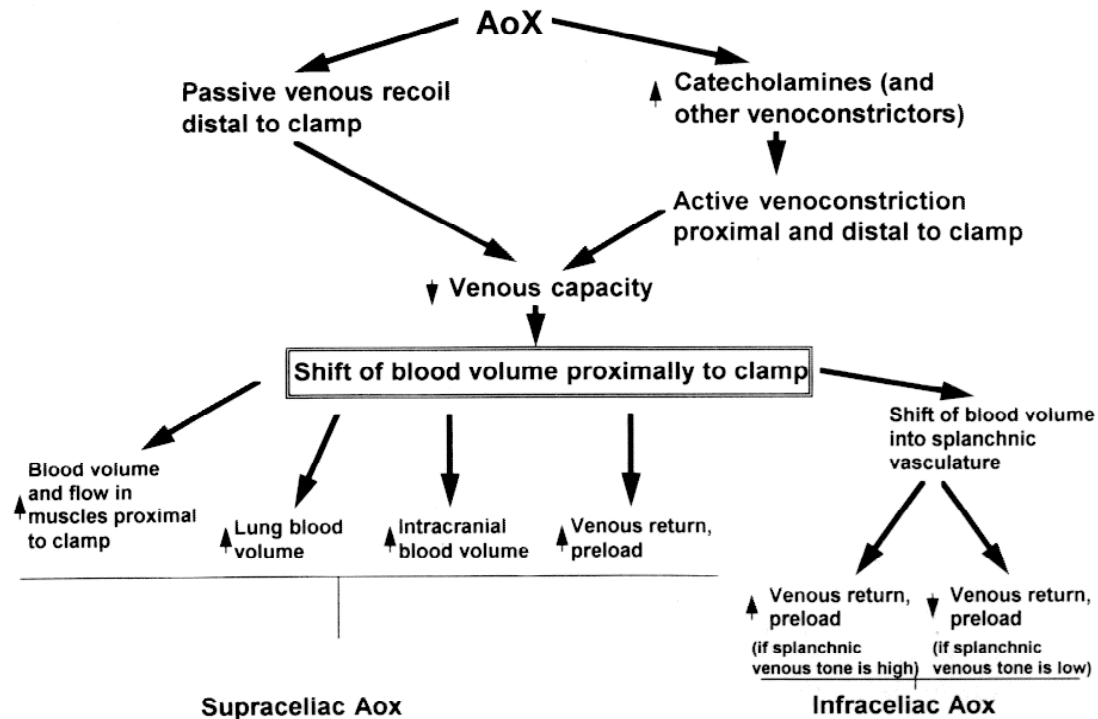 AoX
Passive venous recoil
distal to clamp
Catecholamines (and
other venoconstrictors)
Active venoconstriction
proximal and distal to clamp
Venous capacity
Shift of blood volume proximally to clamp
Shift of blood volume
into splanchnic
vasculature
Blood volume
and flow in
muscles proximal
to clamp
Lung blood
volume
Intracranial
blood volume
Venous return,
preload
Venous return,
preload
(if splanchnic
venous tone is high)
Venous return,
preload
(if splanchnic
venous tone is low)
Supraceliac Aox
Infraceliac Aox